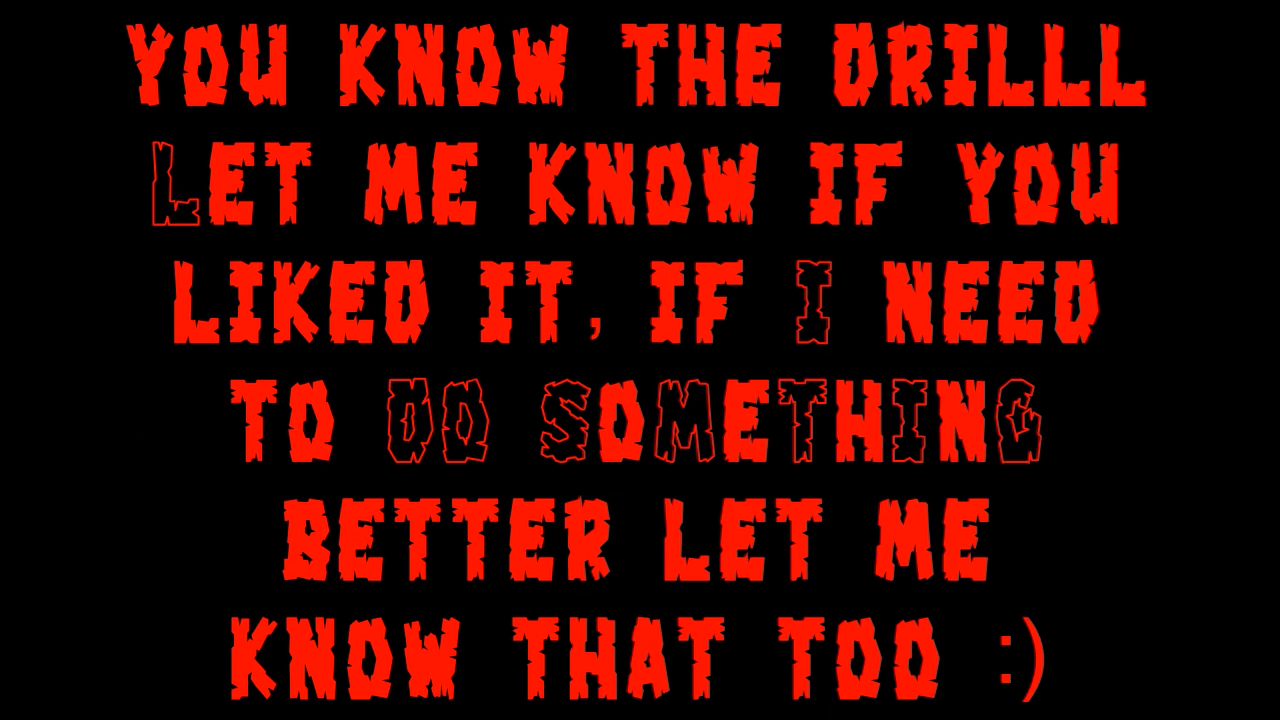 YOU KNOW THE DRILLL
LET ME KNOW IF YOU
LIKED IT, IF I NEED
TO DO SOMETHING
BETTER LET ME
KNOW THAT TOO :)